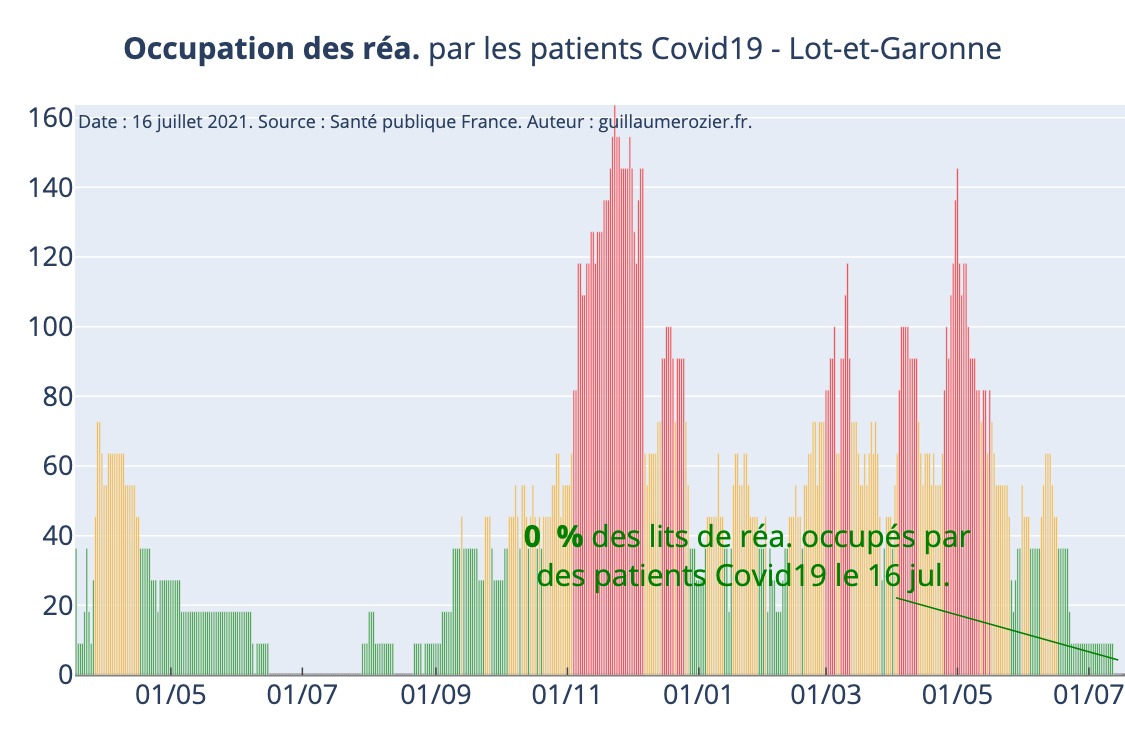 Occupation des réa. par les patients Covid19 - Lot-et-Garonne
160
Date : 16 juillet 2021. Source : Santé publique France. Auteur : guillaumerozier.fr.
140
120
100
80
60
40
0 % des lits de réa. occupés par
des patients Covid19 le 16 jul.
20
0
01/05 01/07 01/09 01/11 01/01 01/03 01/05 01/07